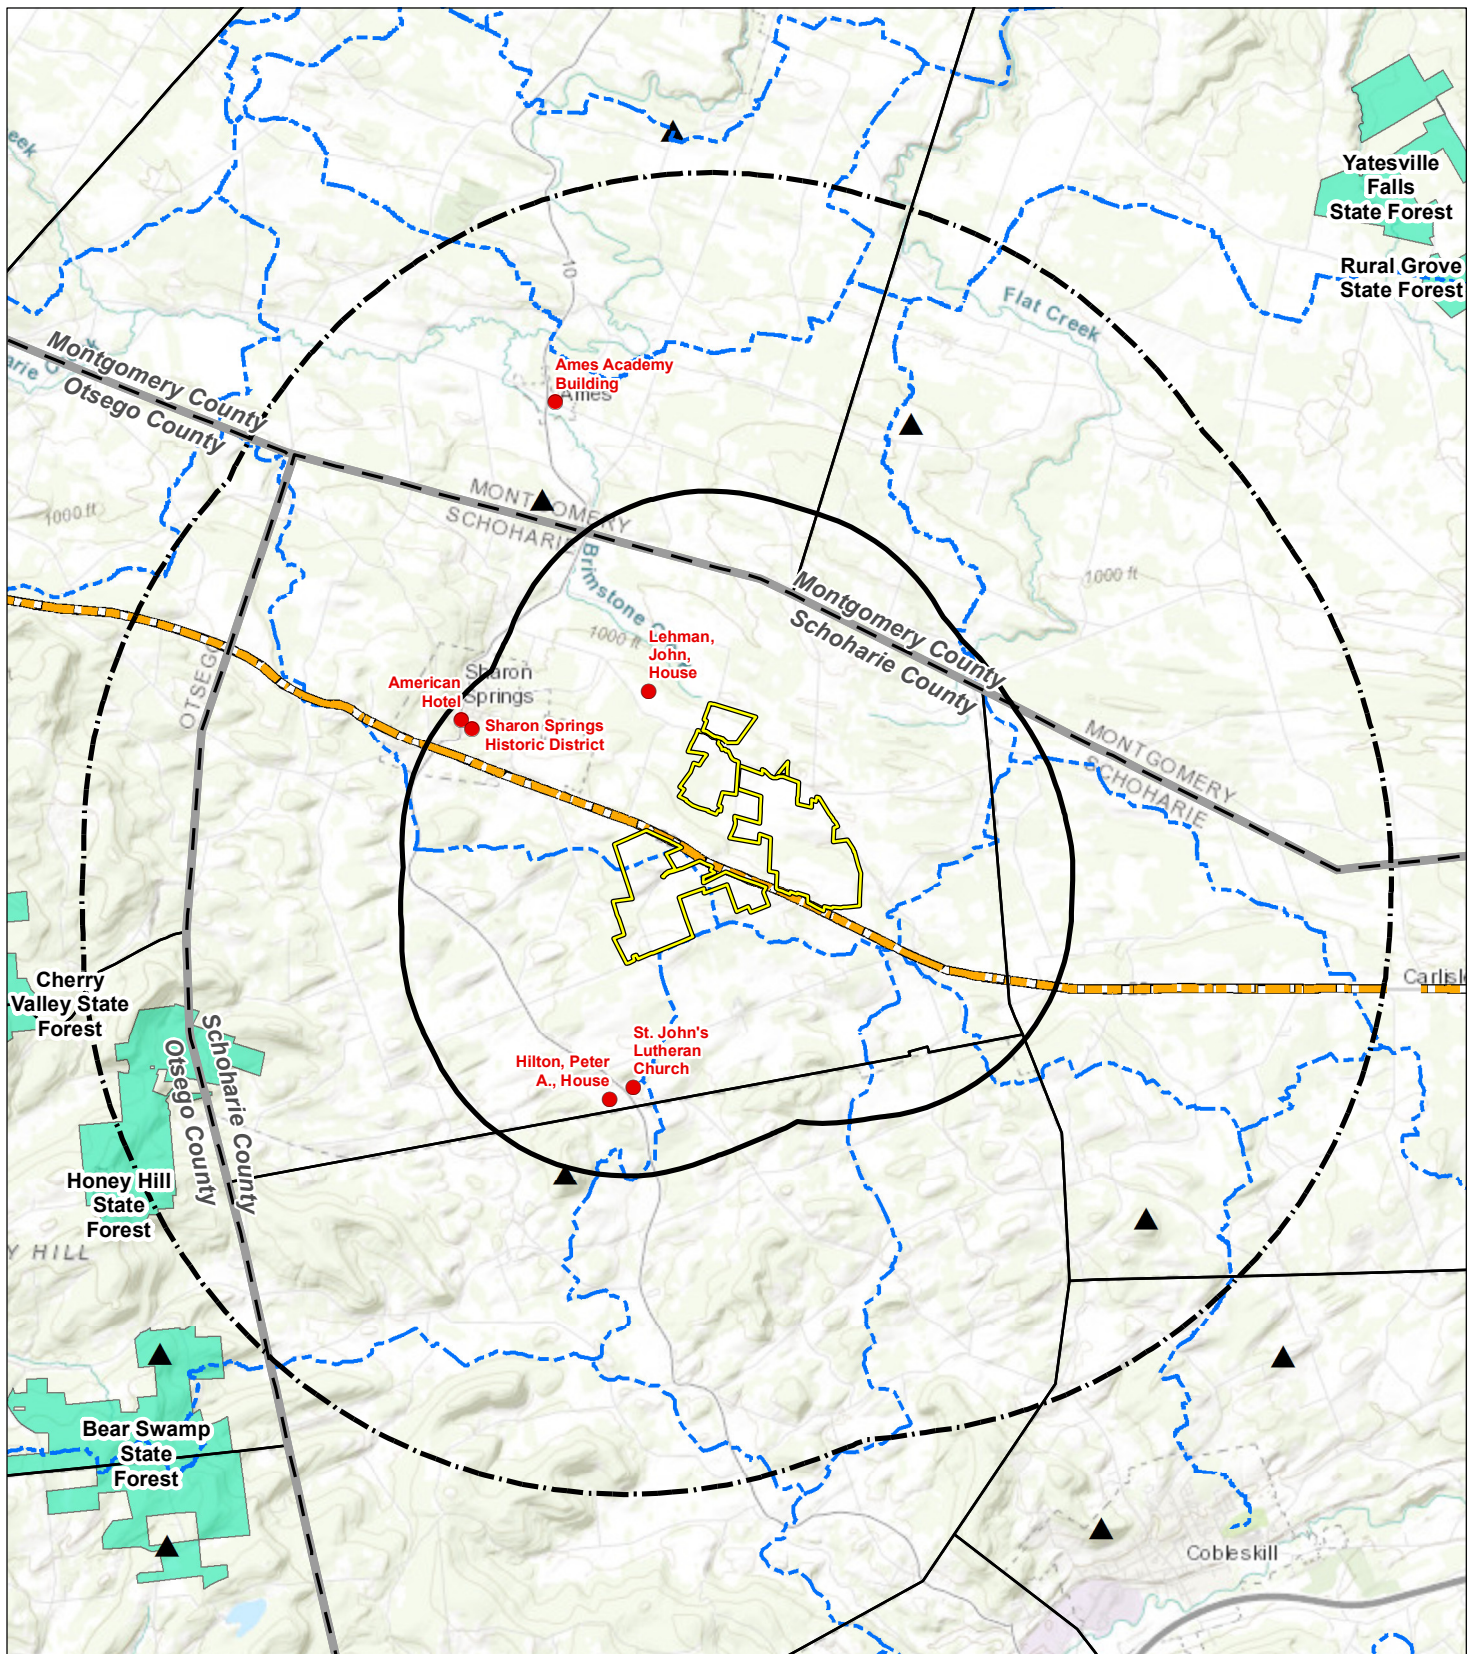 eek
Yatesville
Falls
State Forest
Rural Grove
State Forest
10
Flat Creek
Montgomery County
Otsego County
Ames Academy
Building
Ames
1000 ft
MONTGOMERY
SCHOHARIE
Brimstone
1000 ft
1000 ft
Montgomery County
Schoharie County
Lehman,
John,
House
OTSEGO
Sharon
Springs
American
Hotel
Sharon Springs
Historic District
MONTGOMERY
SCHOHARIE
Cherry
Valley State
Forest
Carlisl
Schoharie County
Otsego County
St. John's
Lutheran
Church
Hilton, Peter
A., House
Honey Hill
State
Forest
Y HILL
Bear Swamp
State
Forest
Cobleskill